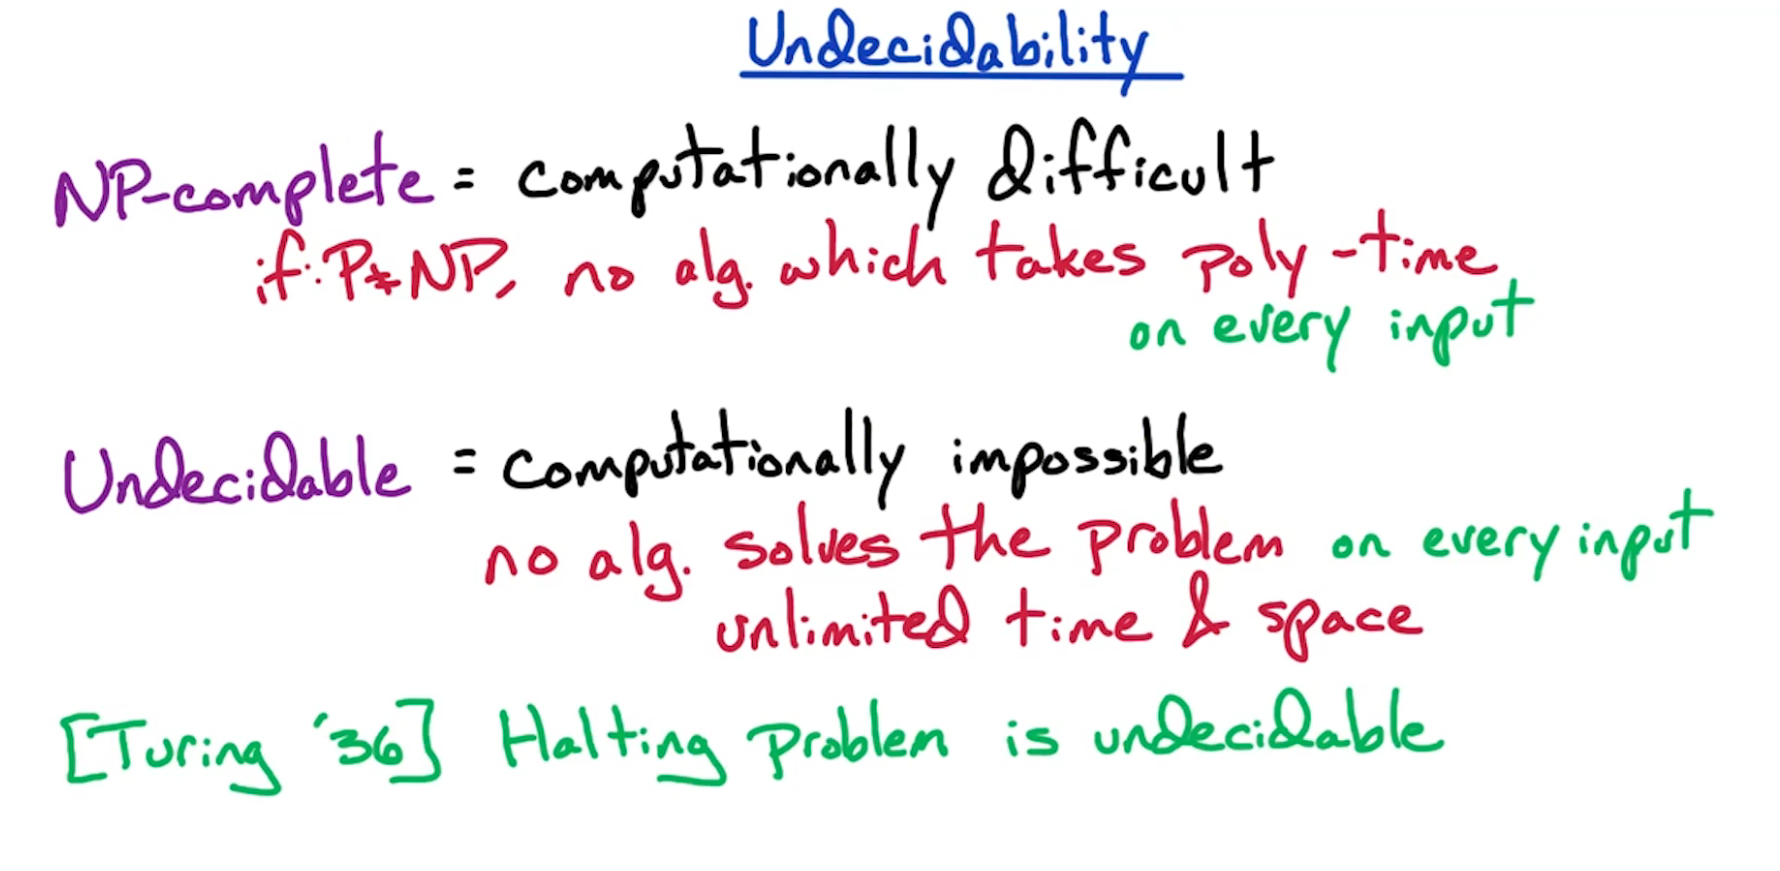 Undecidability
NP-complete = computationally difficult
if: P≠NP, no alg. which takes poly-time
on every input
Undecidable = computationally impossible
no alg. solves the problem on every input
unlimited time & space
[Turing '36] Halting Problem is undecidable